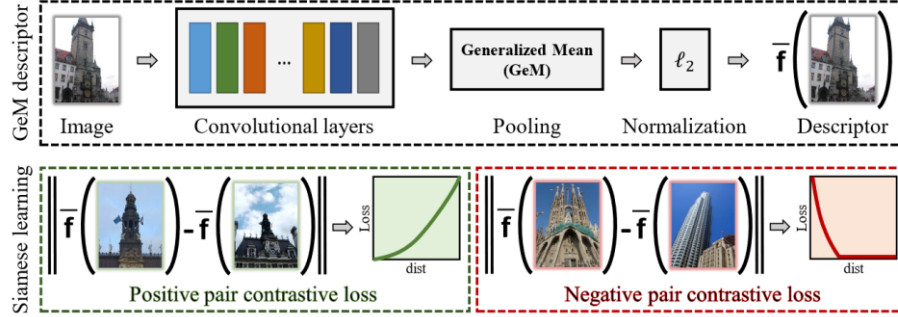 GeM descriptor
...
Generalized Mean
(GeM)
ℓ2
f̅
Image
Convolutional layers
Pooling
Normalization
Descriptor
Siamese learning
‖ f̅ ( ) - f̅ ( ) ‖
Loss
dist
Positive pair contrastive loss
‖ f̅ ( ) - f̅ ( ) ‖
Loss
dist
Negative pair contrastive loss